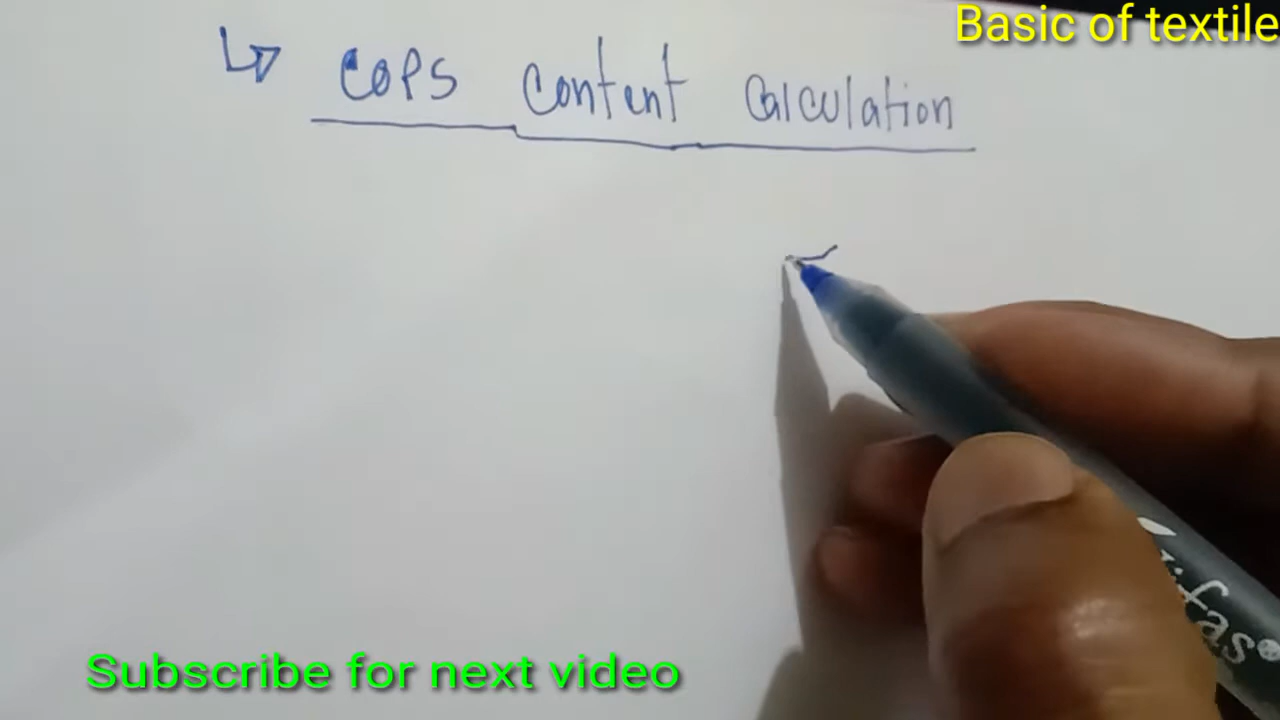 Basic of textile
COPS Content Calculation
Subscribe for next video